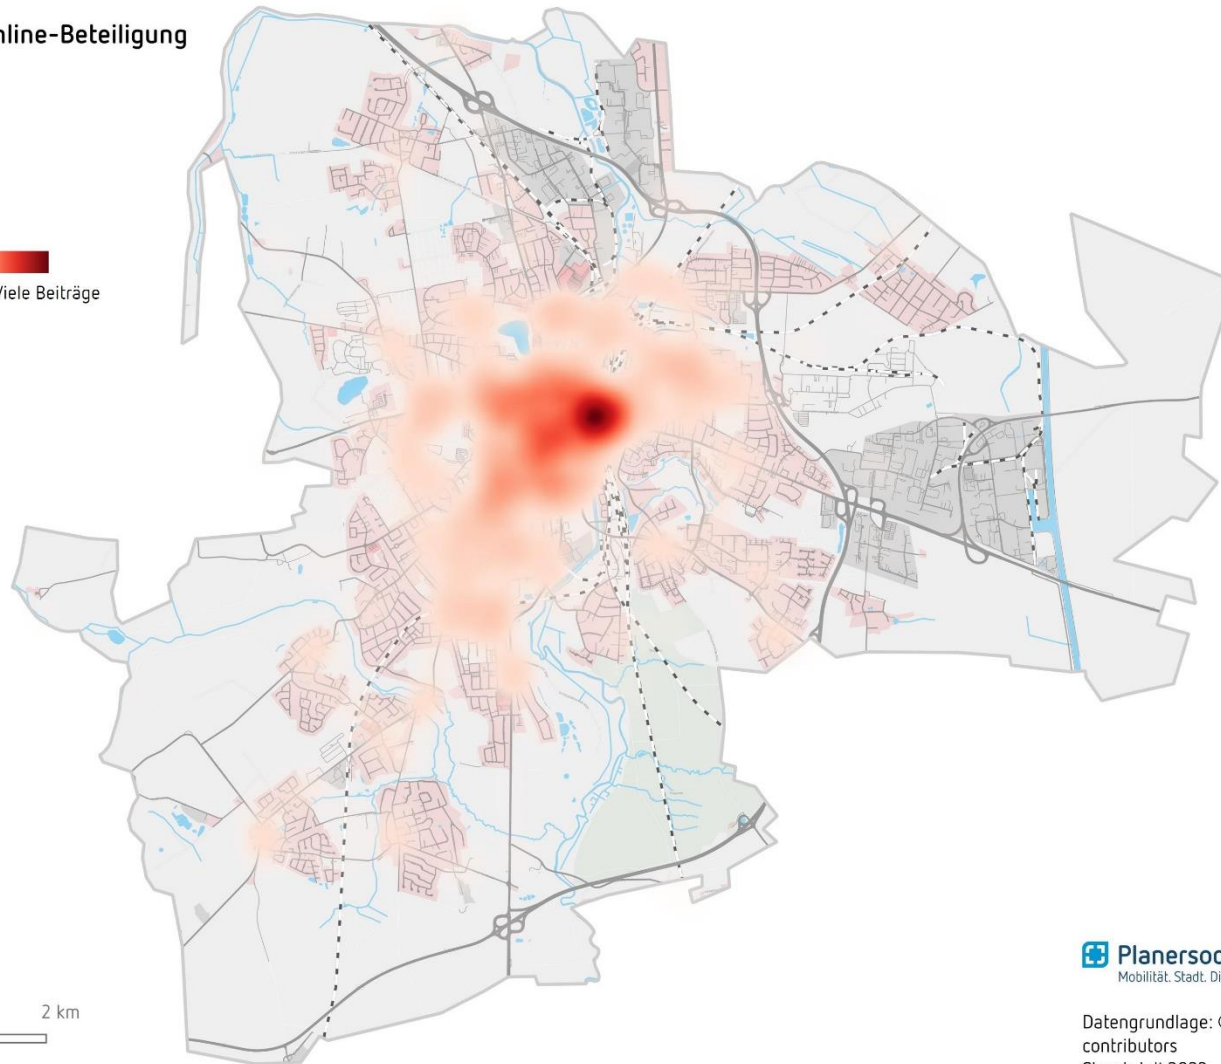 nline-Beteiligung
Viele Beiträge
2 km
Planersoc
Mobilität. Stadt. Di
Datengrundlage: ©
contributors